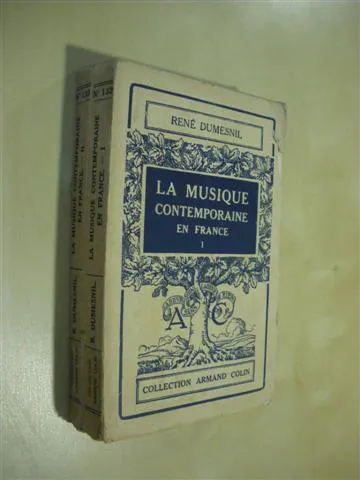 RENÉ DUMESNIL
LA MUSIQUE
CONTEMPORAINE
EN FRANCE
I
A C
COLLECTION ARMAND COLIN
LA MUSIQUE CONTEMPORAINE
EN FRANCE. — I
R. DUMESNIL
LA MUSIQUE CONTEMPORAINE
EN FRANCE. — II
R. DUMESNIL